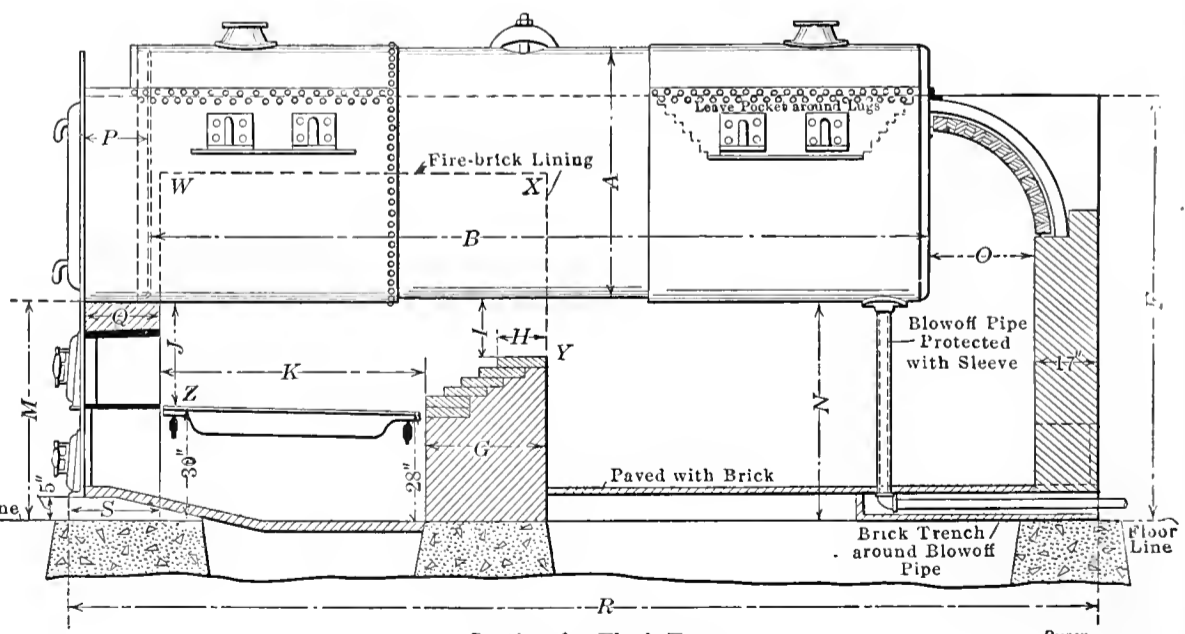 Leave Pocket around Lugs
P
Fire-brick Lining
W
X
A
B
O
Q
J
I
H
Y
Blowoff Pipe
Protected
with Sleeve
17"
K
M
Z
N
G
30"
28"
5"
Paved with Brick
S
Brick Trench
around Blowoff
Pipe
Floor
Line
R